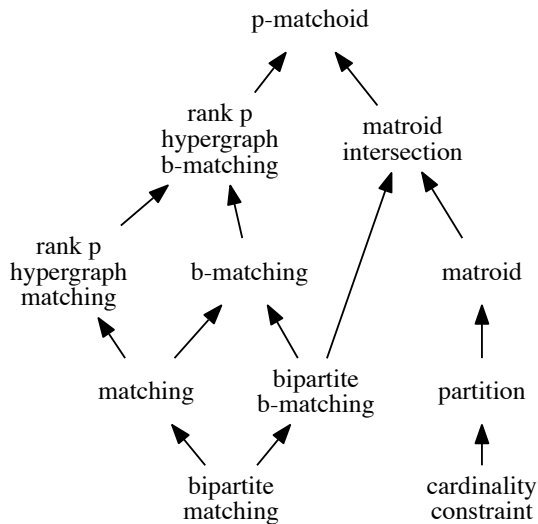 p-matchoid
rank p
hypergraph
b-matching
matroid
intersection
rank p
hypergraph
matching
b-matching
matroid
matching
bipartite
b-matching
partition
bipartite
matching
cardinality
constraint